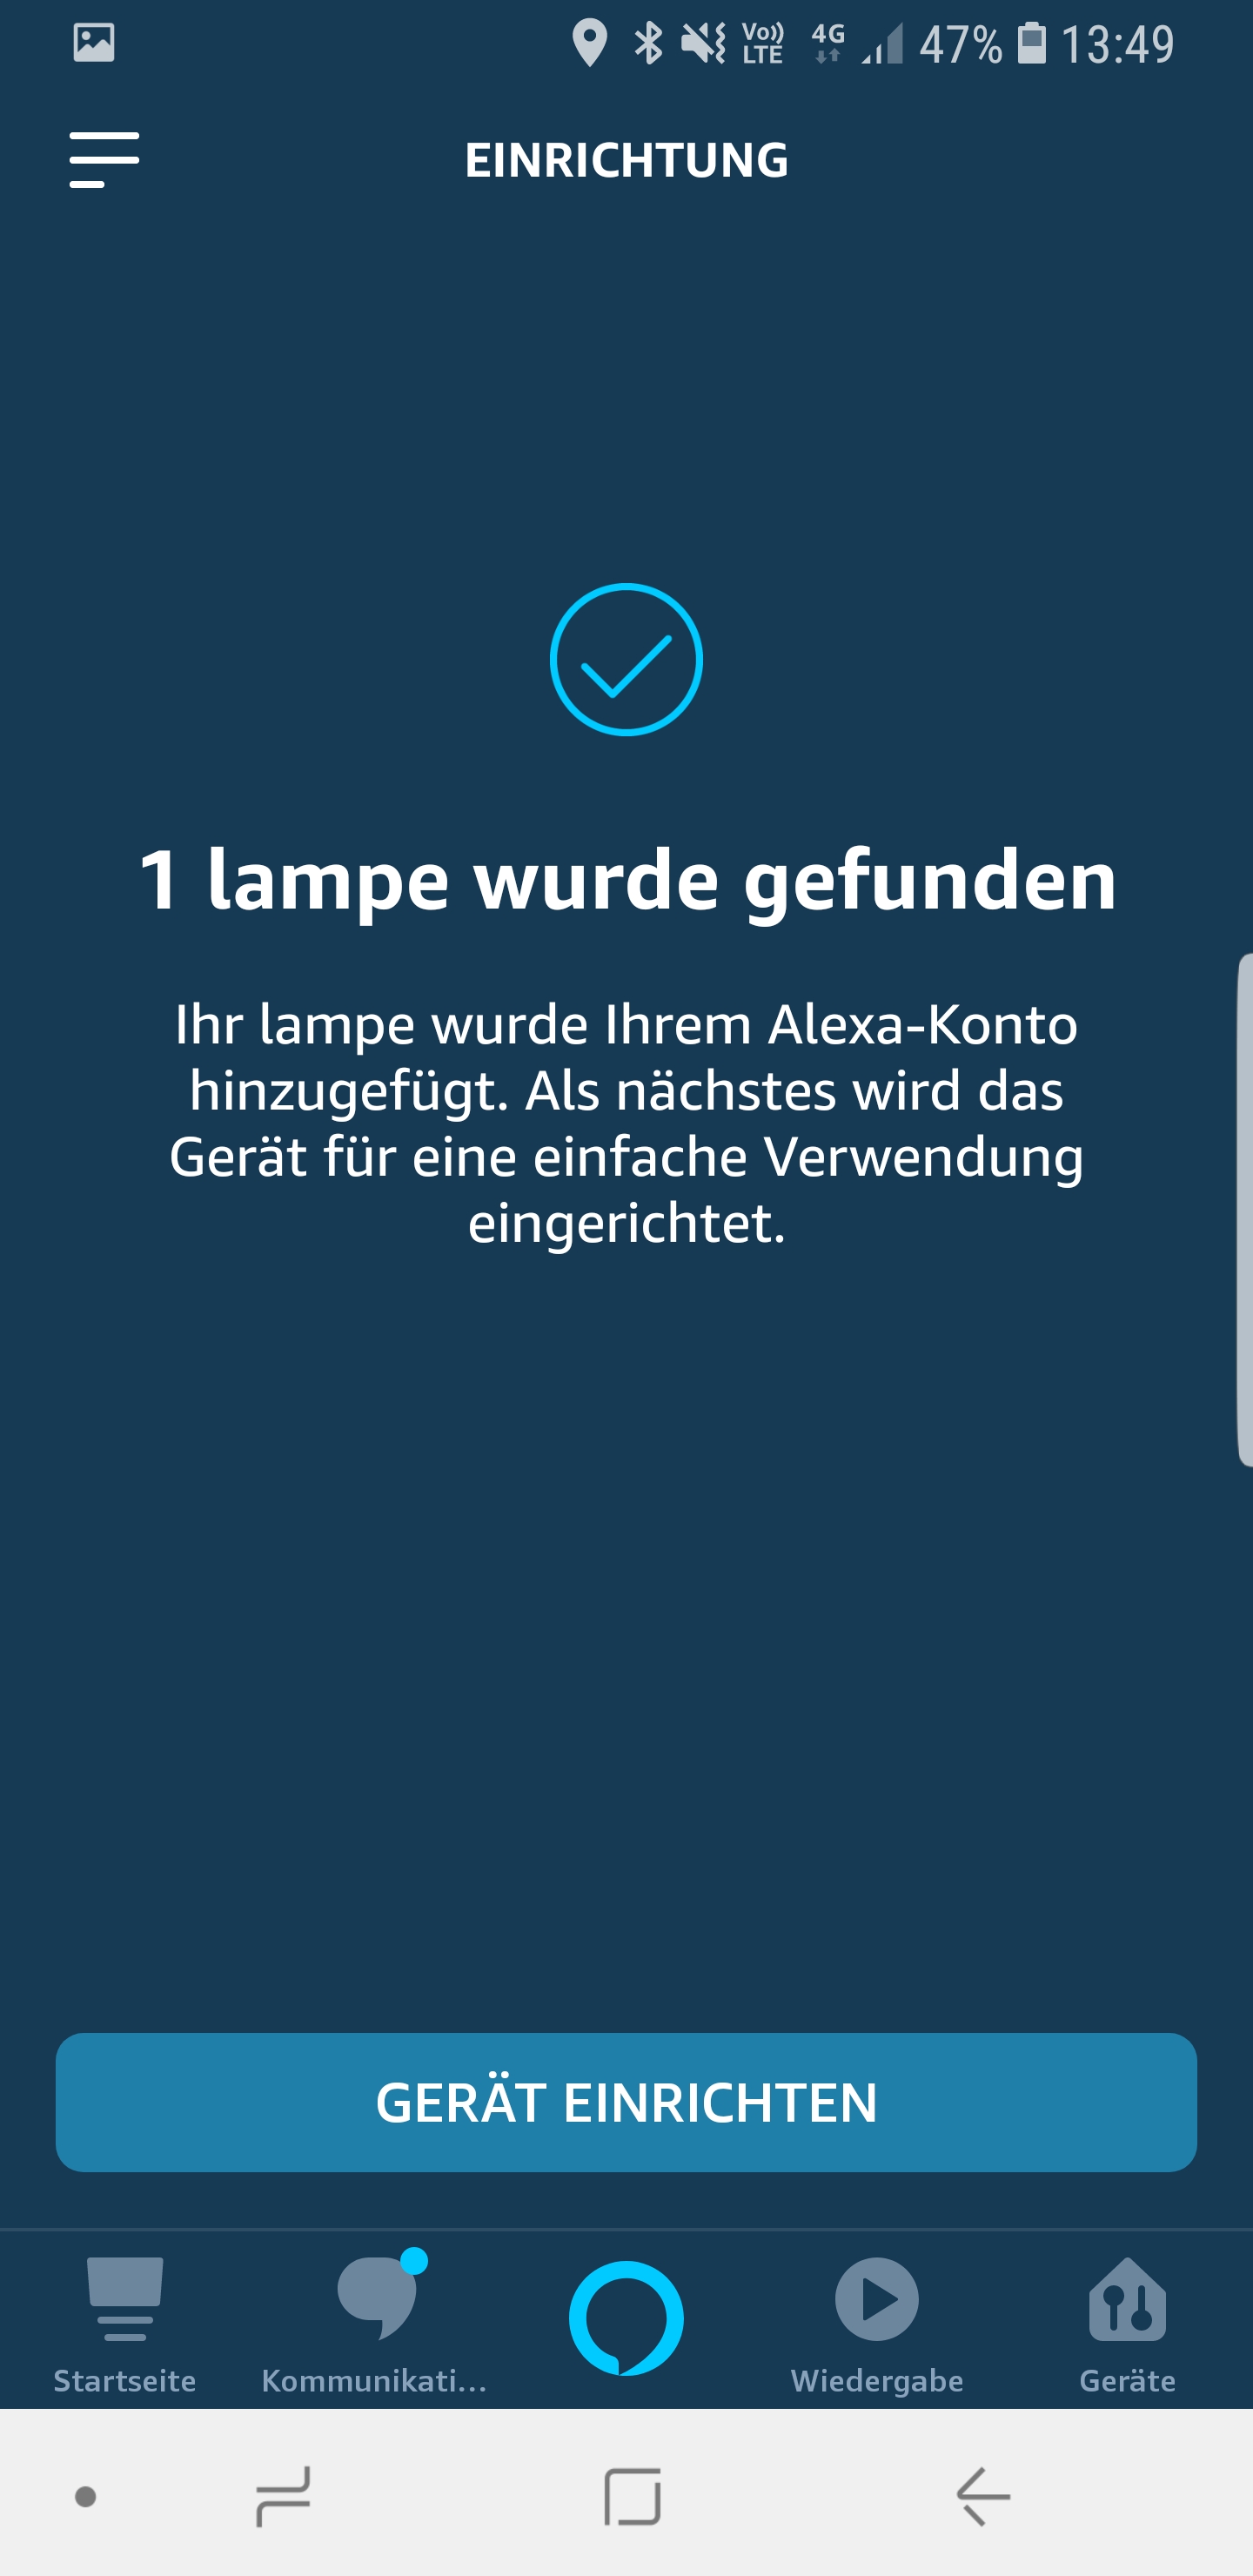 Vo)) LTE 4G 47% 13:49
EINRICHTUNG
1 lampe wurde gefunden
Ihr lampe wurde Ihrem Alexa-Konto
hinzugefügt. Als nächstes wird das
Gerät für eine einfache Verwendung
eingerichtet.
GERÄT EINRICHTEN
Startseite Kommunikati... Wiedergabe Geräte